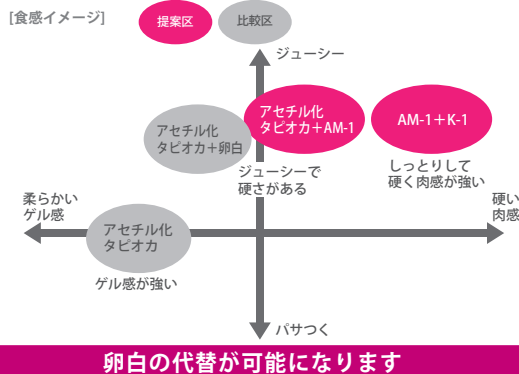 [食感イメージ]
提案区
比較区
ジューシー
アセチル化
タピオカ＋AM-1
AM-1＋K-1
アセチル化
タピオカ＋卵白
ジューシーで
硬さがある
しっとりして
硬く肉感が強い
柔らかい
ゲル感
硬い
肉感
アセチル化
タピオカ
ゲル感が強い
パサつく
卵白の代替が可能になります